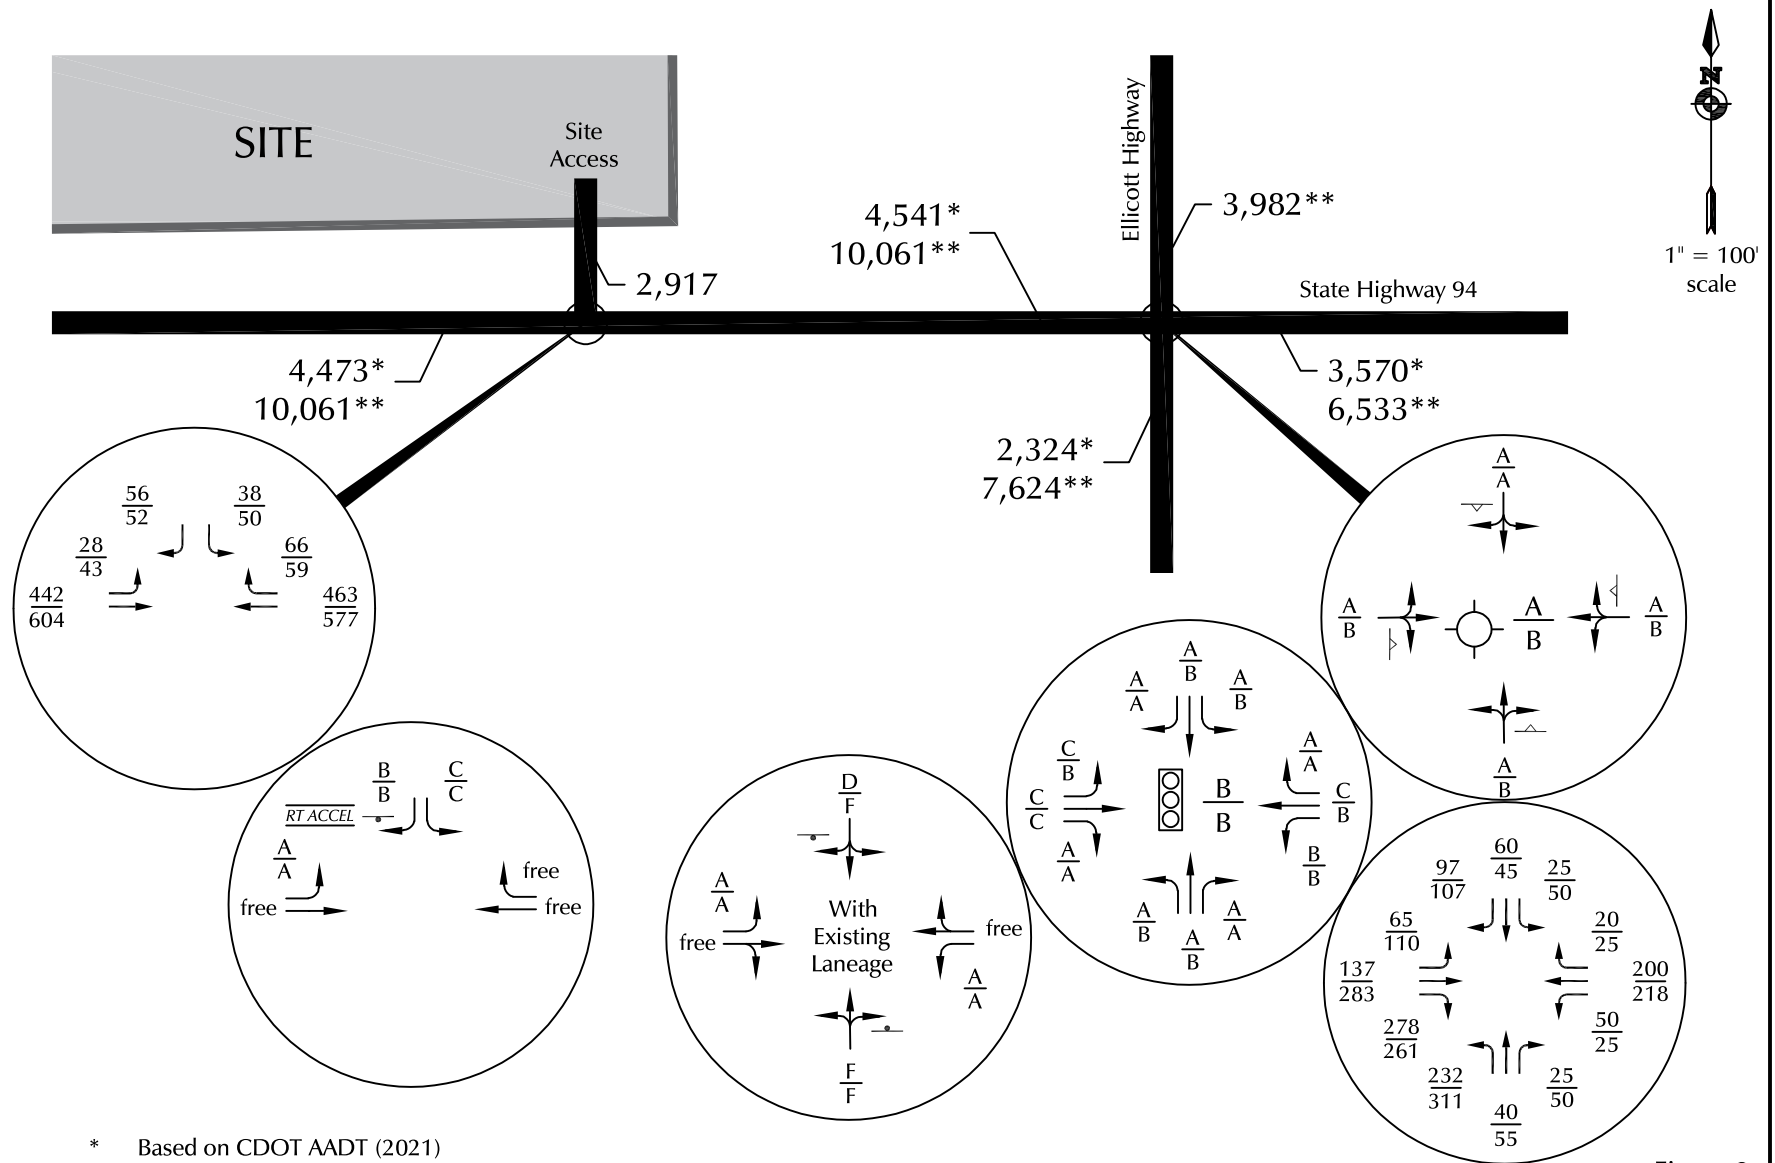 N
1" = 100'
scale
SITE
Site
Access
Ellicott Highway
3,982**
4,541*
10,061**
2,917
State Highway 94
4,473*
10,061**
3,570*
6,533**
2,324*
7,624**
56
52
38
50
28
43
66
59
442
604
463
577
A
A
A
B
A
B
A
B
A
B
B
B
C
C
RT ACCEL
A
A
free
free
free
D
F
A
A
free
With
Existing
Laneage
free
A
A
F
F
A
B
A
A
A
B
C
B
A
A
C
C
B
B
C
B
A
A
B
B
A
B
A
A
A
B
60
45
97
107
25
50
65
110
20
25
137
283
200
218
278
261
50
25
232
311
25
50
40
55
* Based on CDOT AADT (2021)